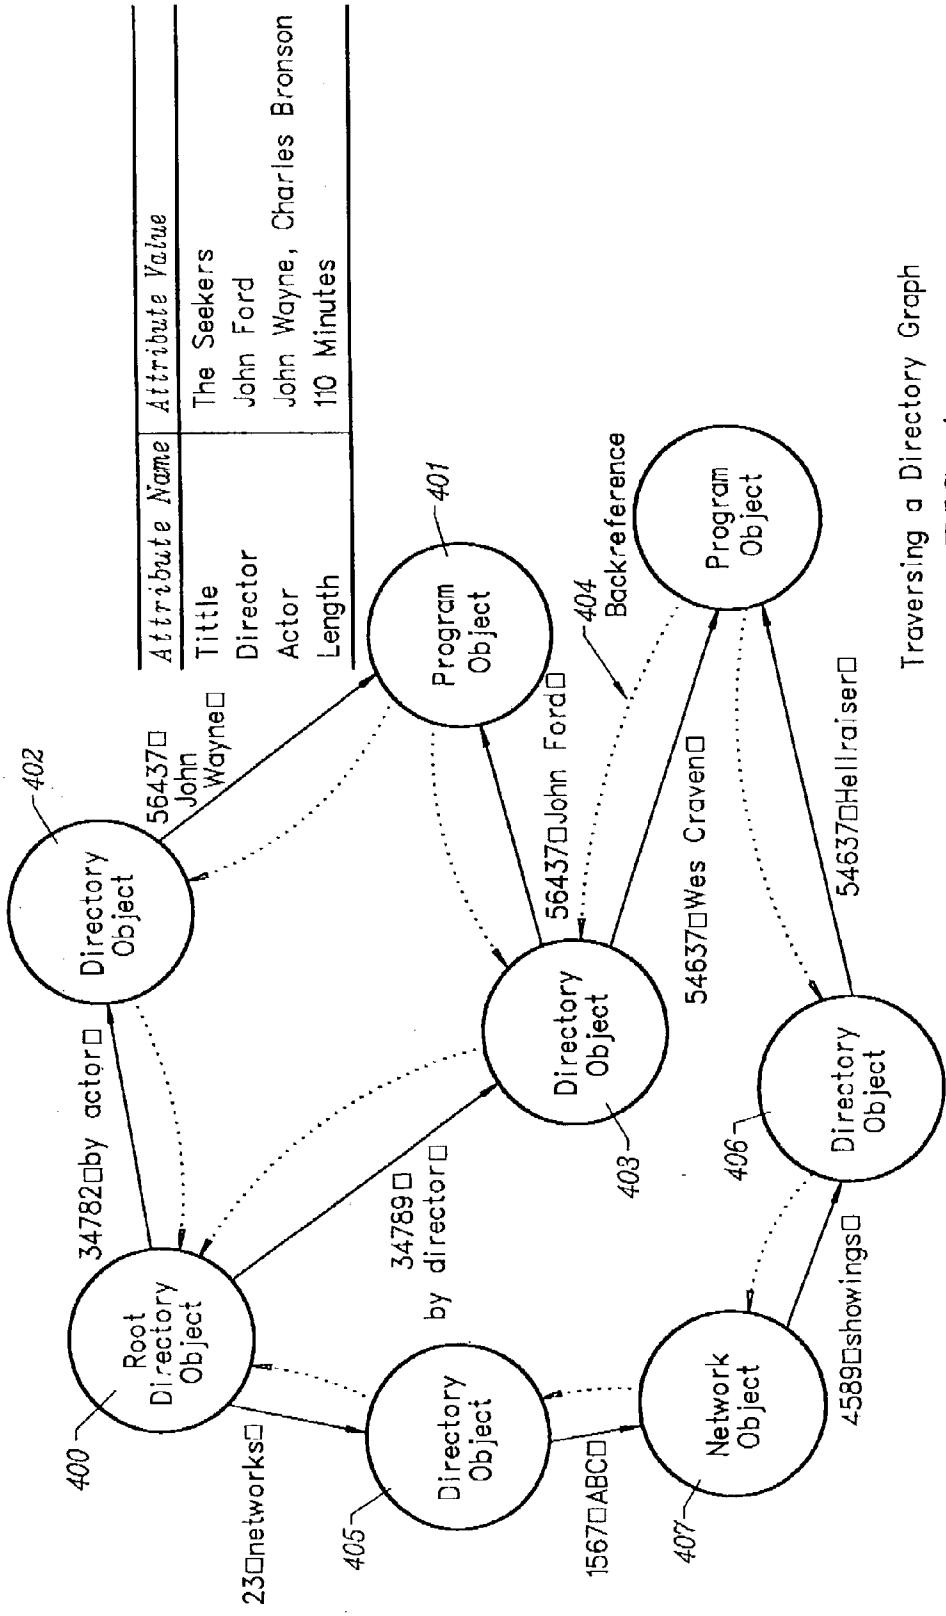 Attribute Name Attribute Value
Tittle The Seekers
Director John Ford
Actor John Wayne, Charles Bronson
Length 110 Minutes
402
Directory
Object
34782□by actor□
56437□
John
Wayne□
400
Root
Directory
Object
401
Program
Object
23□networks□
34789□
by director□
56437□John Ford□
404
Backreference
405
Directory
Object
Directory
Object
403
54637□Wes Craven□
Program
Object
1567□ABC□
407
Network
Object
406
Directory
Object
54637□Hellraiser□
4589□showings□
Traversing a Directory Graph